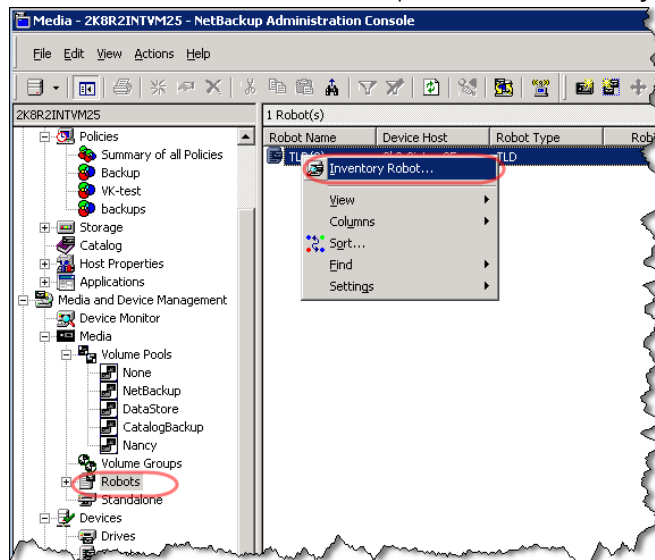 Media - 2K8R2INTVM25 - NetBackup Administration Console
File Edit View Actions Help
2K8R2INTVM25
1 Robot(s)
Policies
Summary of all Policies
Backup
VK-test
backups
Storage
Catalog
Host Properties
Applications
Media and Device Management
Device Monitor
Media
Volume Pools
None
NetBackup
DataStore
CatalogBackup
Nancy
Volume Groups
Robots
Standalone
Devices
Drives
Robot Name Device Host Robot Type
TLD
Inventory Robot...
View
Columns
Sort...
Find
Settings